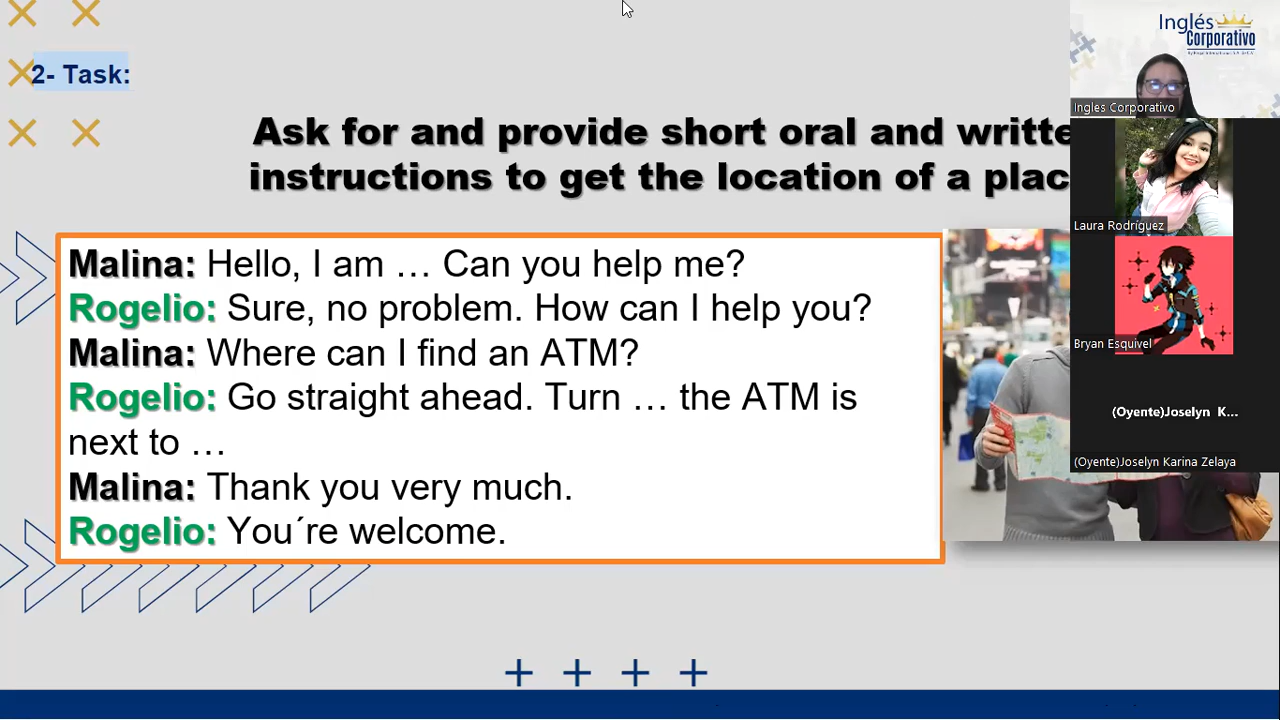 2- Task:
Ask for and provide short oral and writte
instructions to get the location of a plac
Malina: Hello, I am … Can you help me?
Rogelio: Sure, no problem. How can I help you?
Malina: Where can I find an ATM?
Rogelio: Go straight ahead. Turn … the ATM is
next to …
Malina: Thank you very much.
Rogelio: You´re welcome.
Inglés
Corporativo
Ingles Corporativo
Laura Rodríguez
Bryan Esquivel
(Oyente)Joselyn K...
(Oyente)Joselyn Karina Zelaya